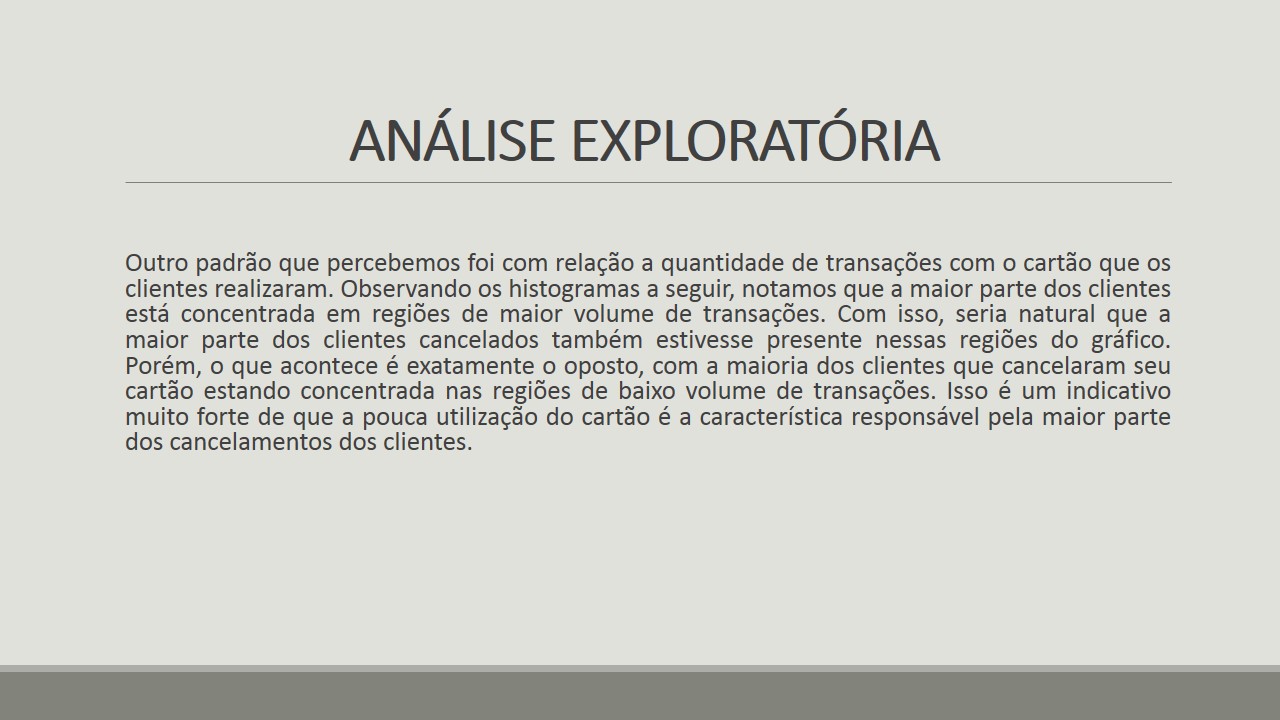 ANÁLISE EXPLORATÓRIA
Outro padrão que percebemos foi com relação a quantidade de transações com o cartão que os
clientes realizaram. Observando os histogramas a seguir, notamos que a maior parte dos clientes
está concentrada em regiões de maior volume de transações. Com isso, seria natural que a
maior parte dos clientes cancelados também estivesse presente nessas regiões do gráfico.
Porém, o que acontece é exatamente o oposto, com a maioria dos clientes que cancelaram seu
cartão estando concentrada nas regiões de baixo volume de transações. Isso é um indicativo
muito forte de que a pouca utilização do cartão é a característica responsável pela maior parte
dos cancelamentos dos clientes.